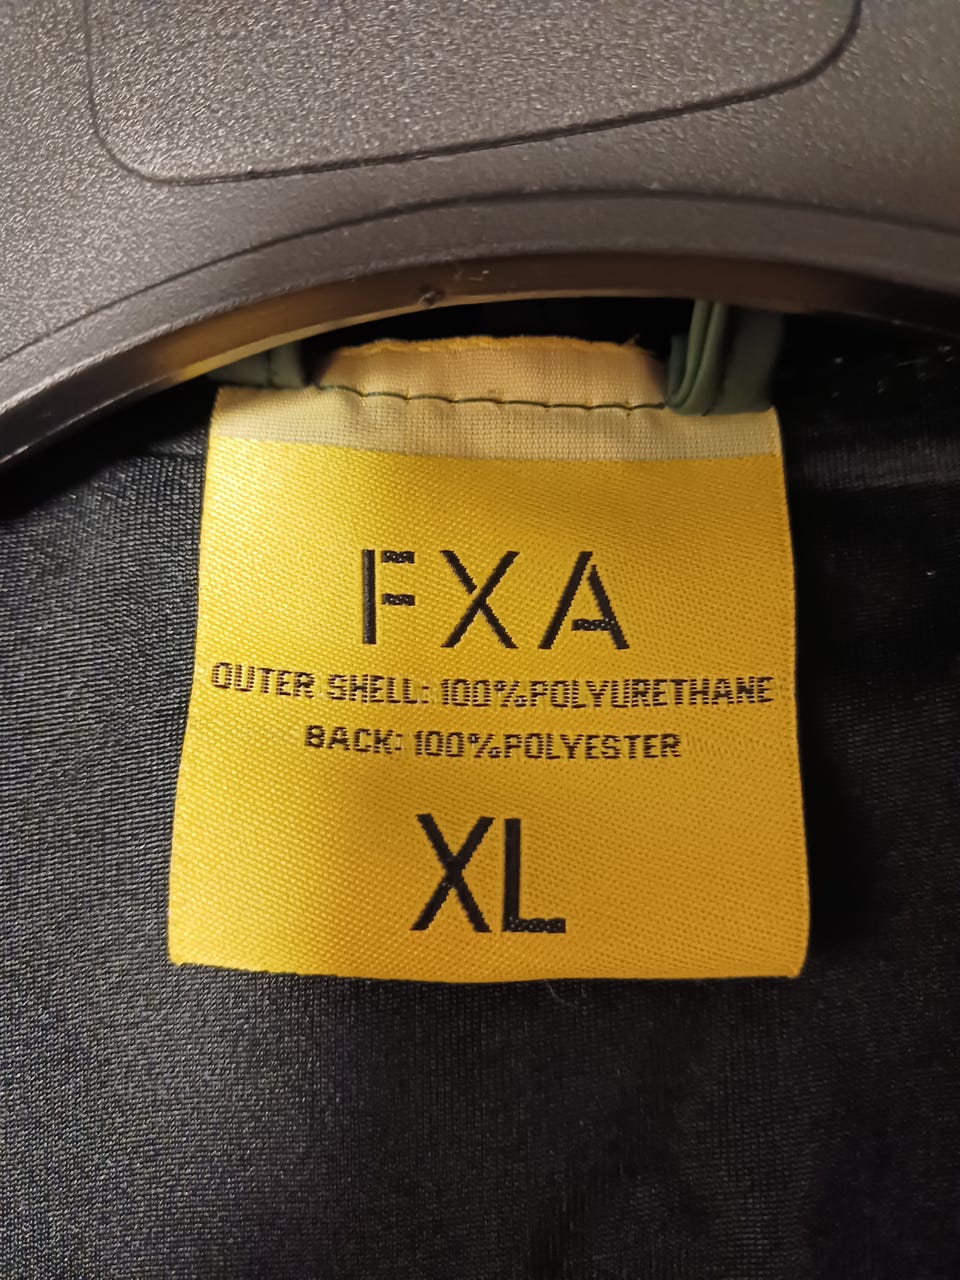 FXA
OUTER SHELL: 100%POLYURETHANE
BACK: 100%POLYESTER
XL